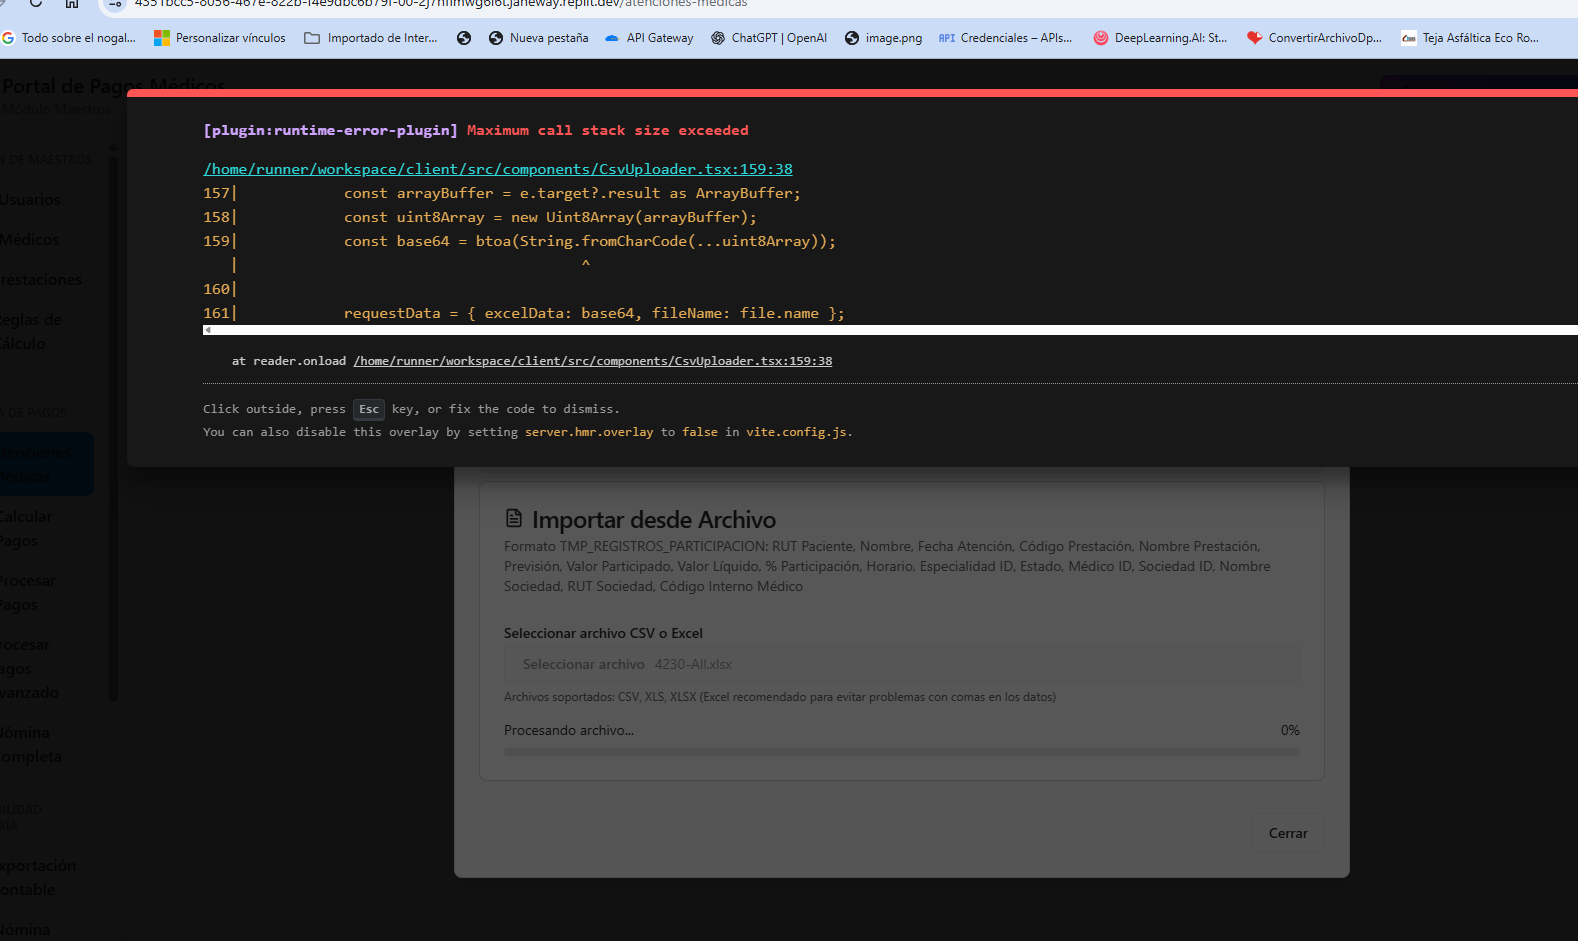 4351bcc5-8056-467e-822b-f4e9dbc6b79f-00-2j7nflmwg6l6t.janeway.replit.dev/atenciones-medicas
Todo sobre el nogal... Personalizar vínculos Importado de Inter... Nueva pestaña API Gateway ChatGPT | OpenAI image.png API Credenciales – APIs... DeepLearning.AI: St... ConvertirArchivoDp... Teja Asfáltica Eco Ro...
Portal de Pagos Médicos
Módulo Maestros
[plugin:runtime-error-plugin] Maximum call stack size exceeded
/home/runner/workspace/client/src/components/CsvUploader.tsx:159:38
157| const arrayBuffer = e.target?.result as ArrayBuffer;
158| const uint8Array = new Uint8Array(arrayBuffer);
159| const base64 = btoa(String.fromCharCode(...uint8Array));
| ^
160|
161| requestData = { excelData: base64, fileName: file.name };
at reader.onload /home/runner/workspace/client/src/components/CsvUploader.tsx:159:38
Click outside, press Esc key, or fix the code to dismiss.
You can also disable this overlay by setting server.hmr.overlay to false in vite.config.js.
N DE MAESTROS
Usuarios
Médicos
restaciones
eglas de
álculo
A DE PAGOS
tenciones
Médicas
Calcular
Pagos
Procesar
Pagos
rocesar
agos
vanzado
Nómina
ompleta
BILIDAD
RÍA
xportación
ontable
Nómina
Importar desde Archivo
Formato TMP_REGISTROS_PARTICIPACION: RUT Paciente, Nombre, Fecha Atención, Código Prestación, Nombre Prestación,
Previsión, Valor Participado, Valor Líquido, % Participación, Horario, Especialidad ID, Estado, Médico ID, Sociedad ID, Nombre
Sociedad, RUT Sociedad, Código Interno Médico
Seleccionar archivo CSV o Excel
Seleccionar archivo 4230-All.xlsx
Archivos soportados: CSV, XLS, XLSX (Excel recomendado para evitar problemas con comas en los datos)
Procesando archivo... 0%
Cerrar